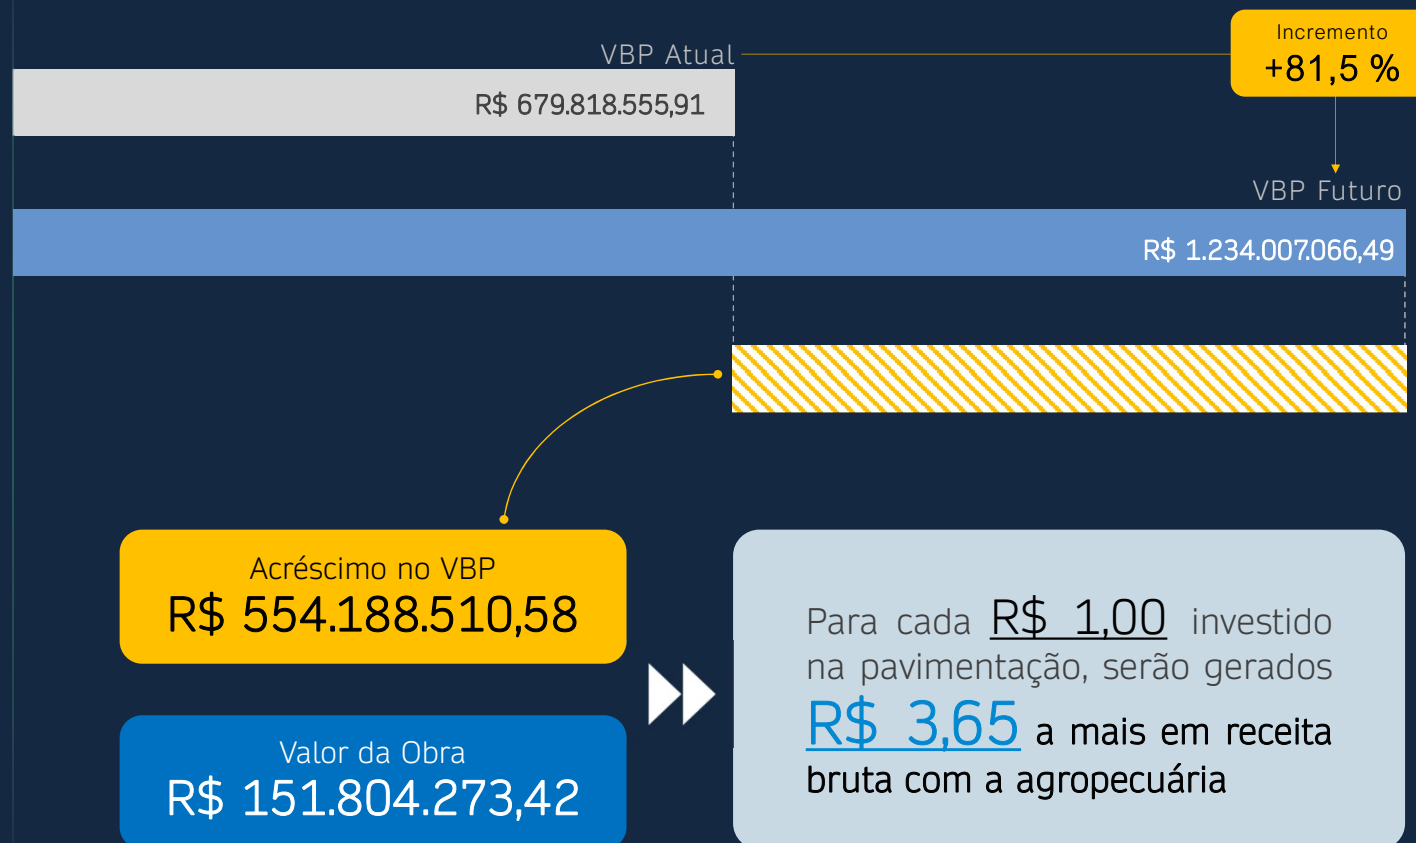 Incremento
+81,5 %
VBP Atual
R$ 679.818.555,91
VBP Futuro
R$ 1.234.007.066,49
Acréscimo no VBP
R$ 554.188.510,58
Valor da Obra
R$ 151.804.273,42
Para cada R$ 1,00 investido
na pavimentação, serão gerados
R$ 3,65 a mais em receita
bruta com a agropecuária